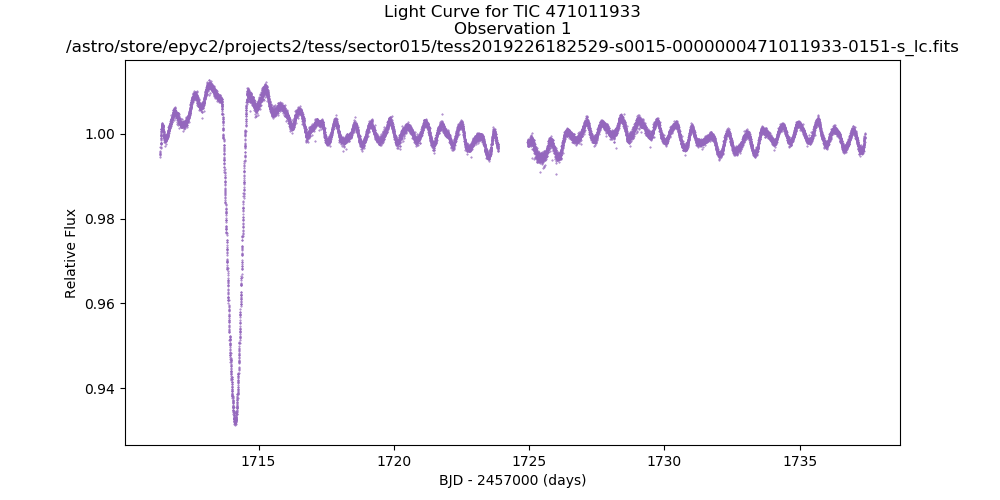 Light Curve for TIC 471011933
Observation 1
/astro/store/epyc2/projects2/tess/sector015/tess2019226182529-s0015-0000000471011933-0151-s_lc.fits
1.00
0.98
0.96
0.94
Relative Flux
1715
1720
1725
1730
1735
BJD - 2457000 (days)